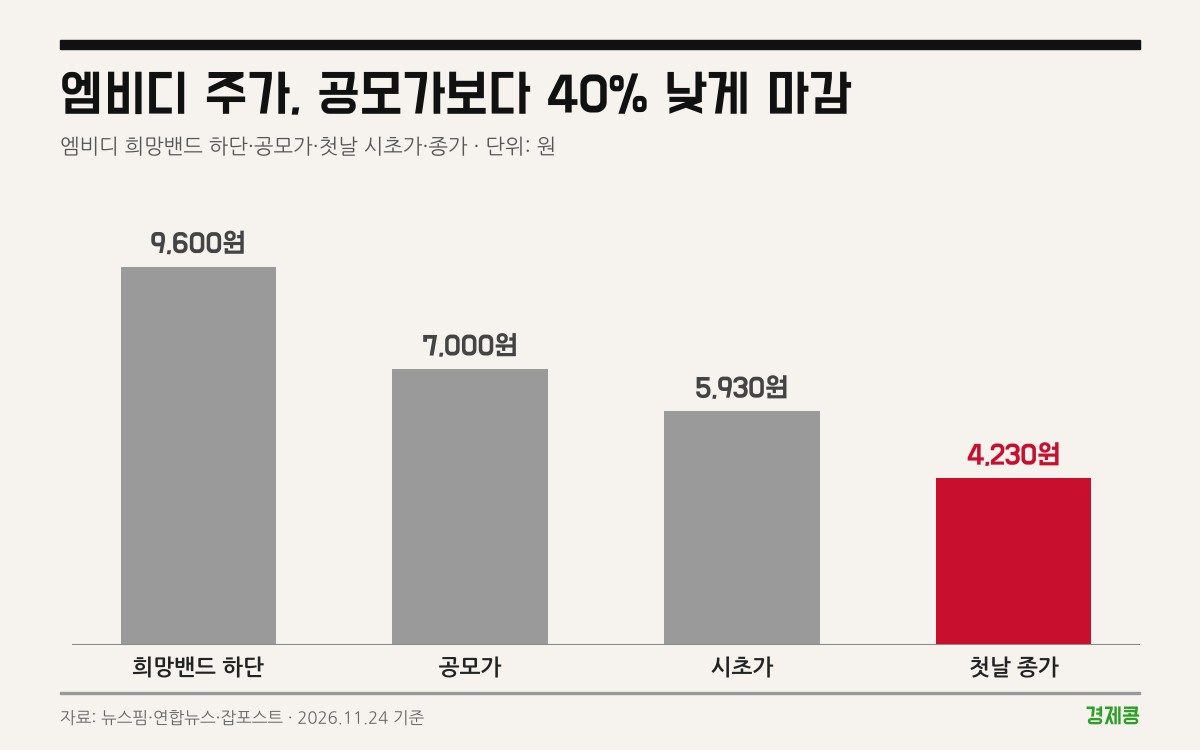 엠비디 주가, 공모가보다 40% 낮게 마감
엠비디 희망밴드 하단·공모가·첫날 시초가·종가 · 단위: 원
9,600원
7,000원
5,930원
4,230원
희망밴드 하단
공모가
시초가
첫날 종가
자료: 뉴스핌·연합뉴스·잡포스트 · 2026.11.24 기준
경제콩